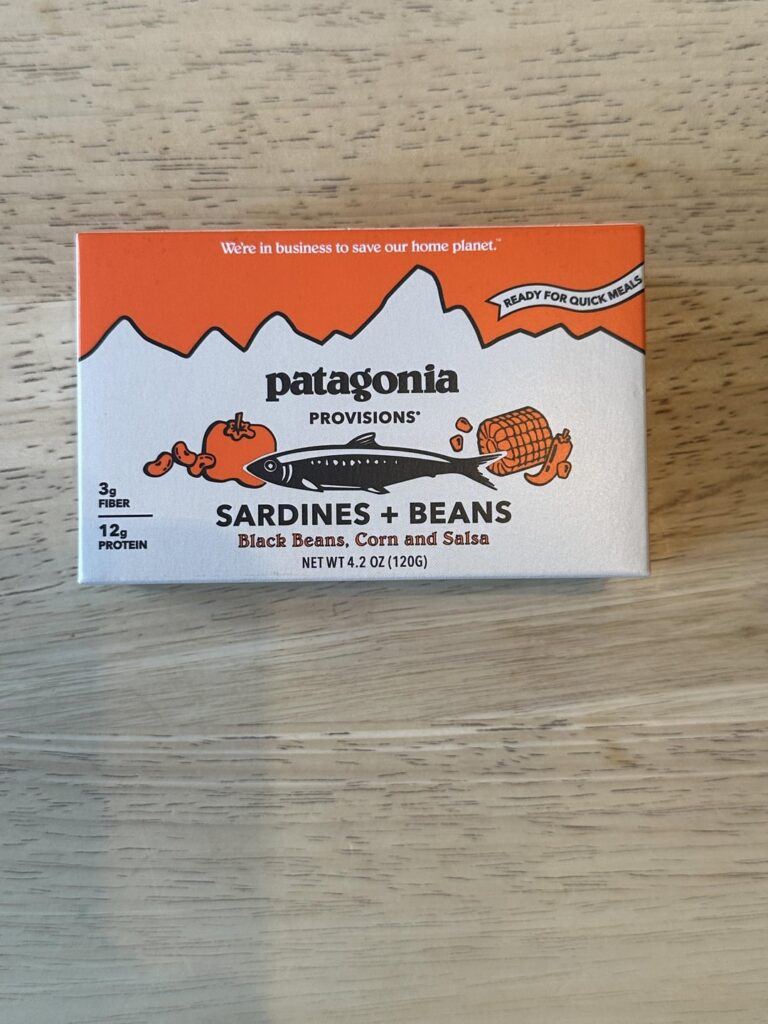 We're in business to save our home planet.™
READY FOR QUICK MEALS
patagonia
PROVISIONS®
3g
FIBER
12g
PROTEIN
SARDINES + BEANS
Black Beans, Corn and Salsa
NET WT 4.2 OZ (120G)